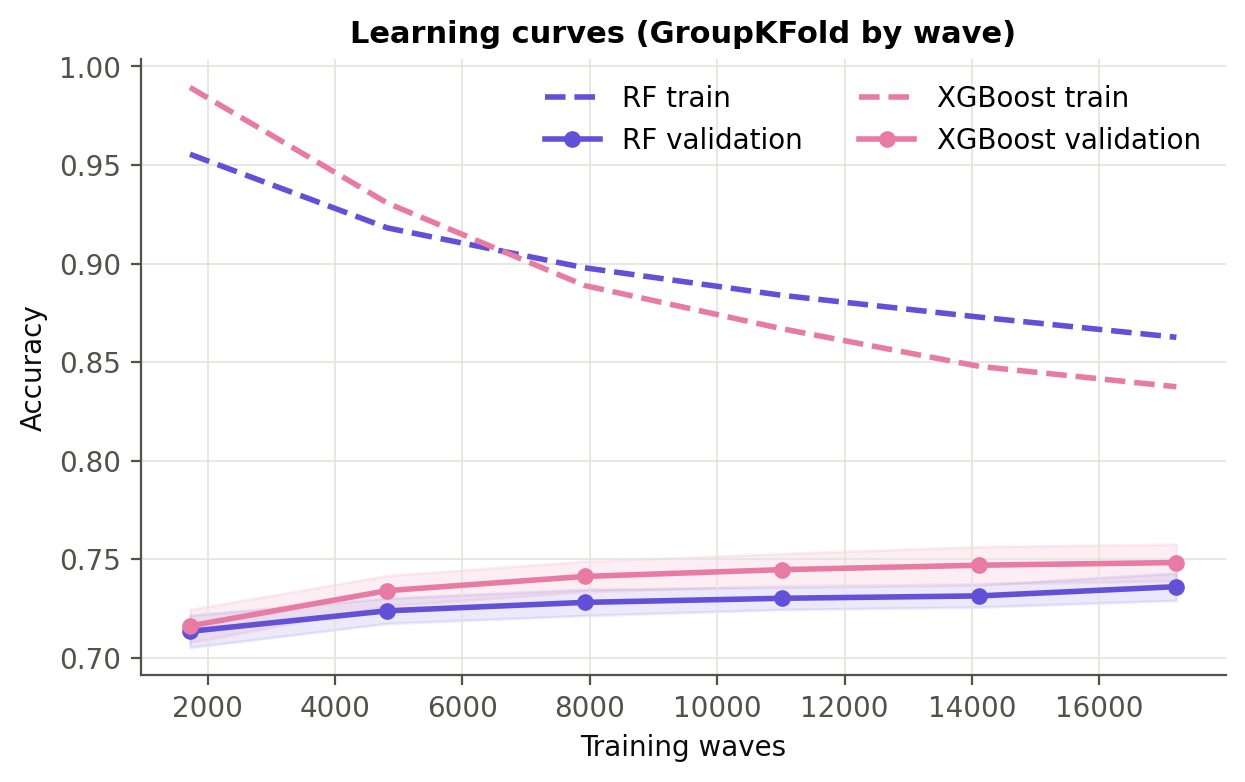 Learning curves (GroupKFold by wave)
RF train
RF validation
XGBoost train
XGBoost validation
Accuracy
1.00
0.95
0.90
0.85
0.80
0.75
0.70
2000 4000 6000 8000 10000 12000 14000 16000
Training waves